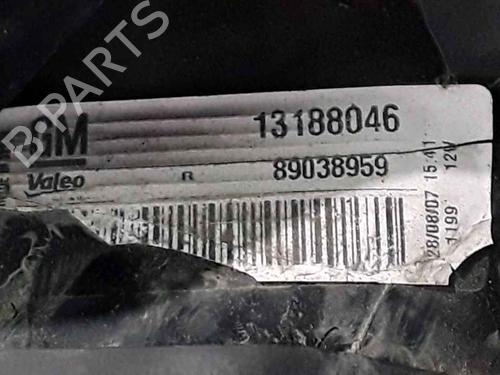 B-PARTS
GM 13188046
Valeo R 89038959
28/08/07 15:41
1199 12V